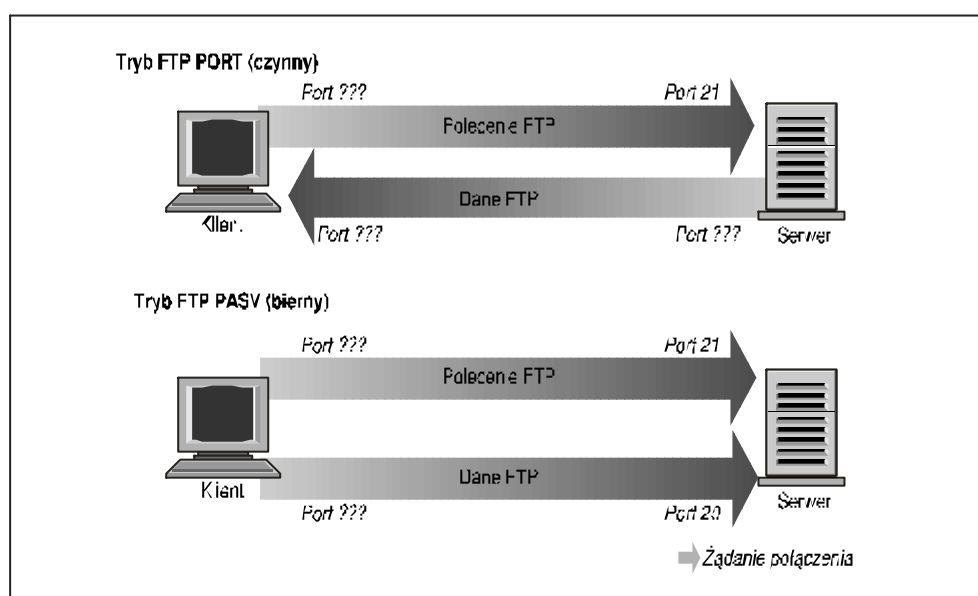 Tryb FTP PORT (czynny)
Port ???
Port 21
Polecenie FTP
Dane FTP
Klient
Port ???
Port ???
Serwer
Tryb FTP PASV (bierny)
Port ???
Port 21
Polecenie FTP
Dane FTP
Klient
Port ???
Port 20
Serwer
Żądanie połączenia